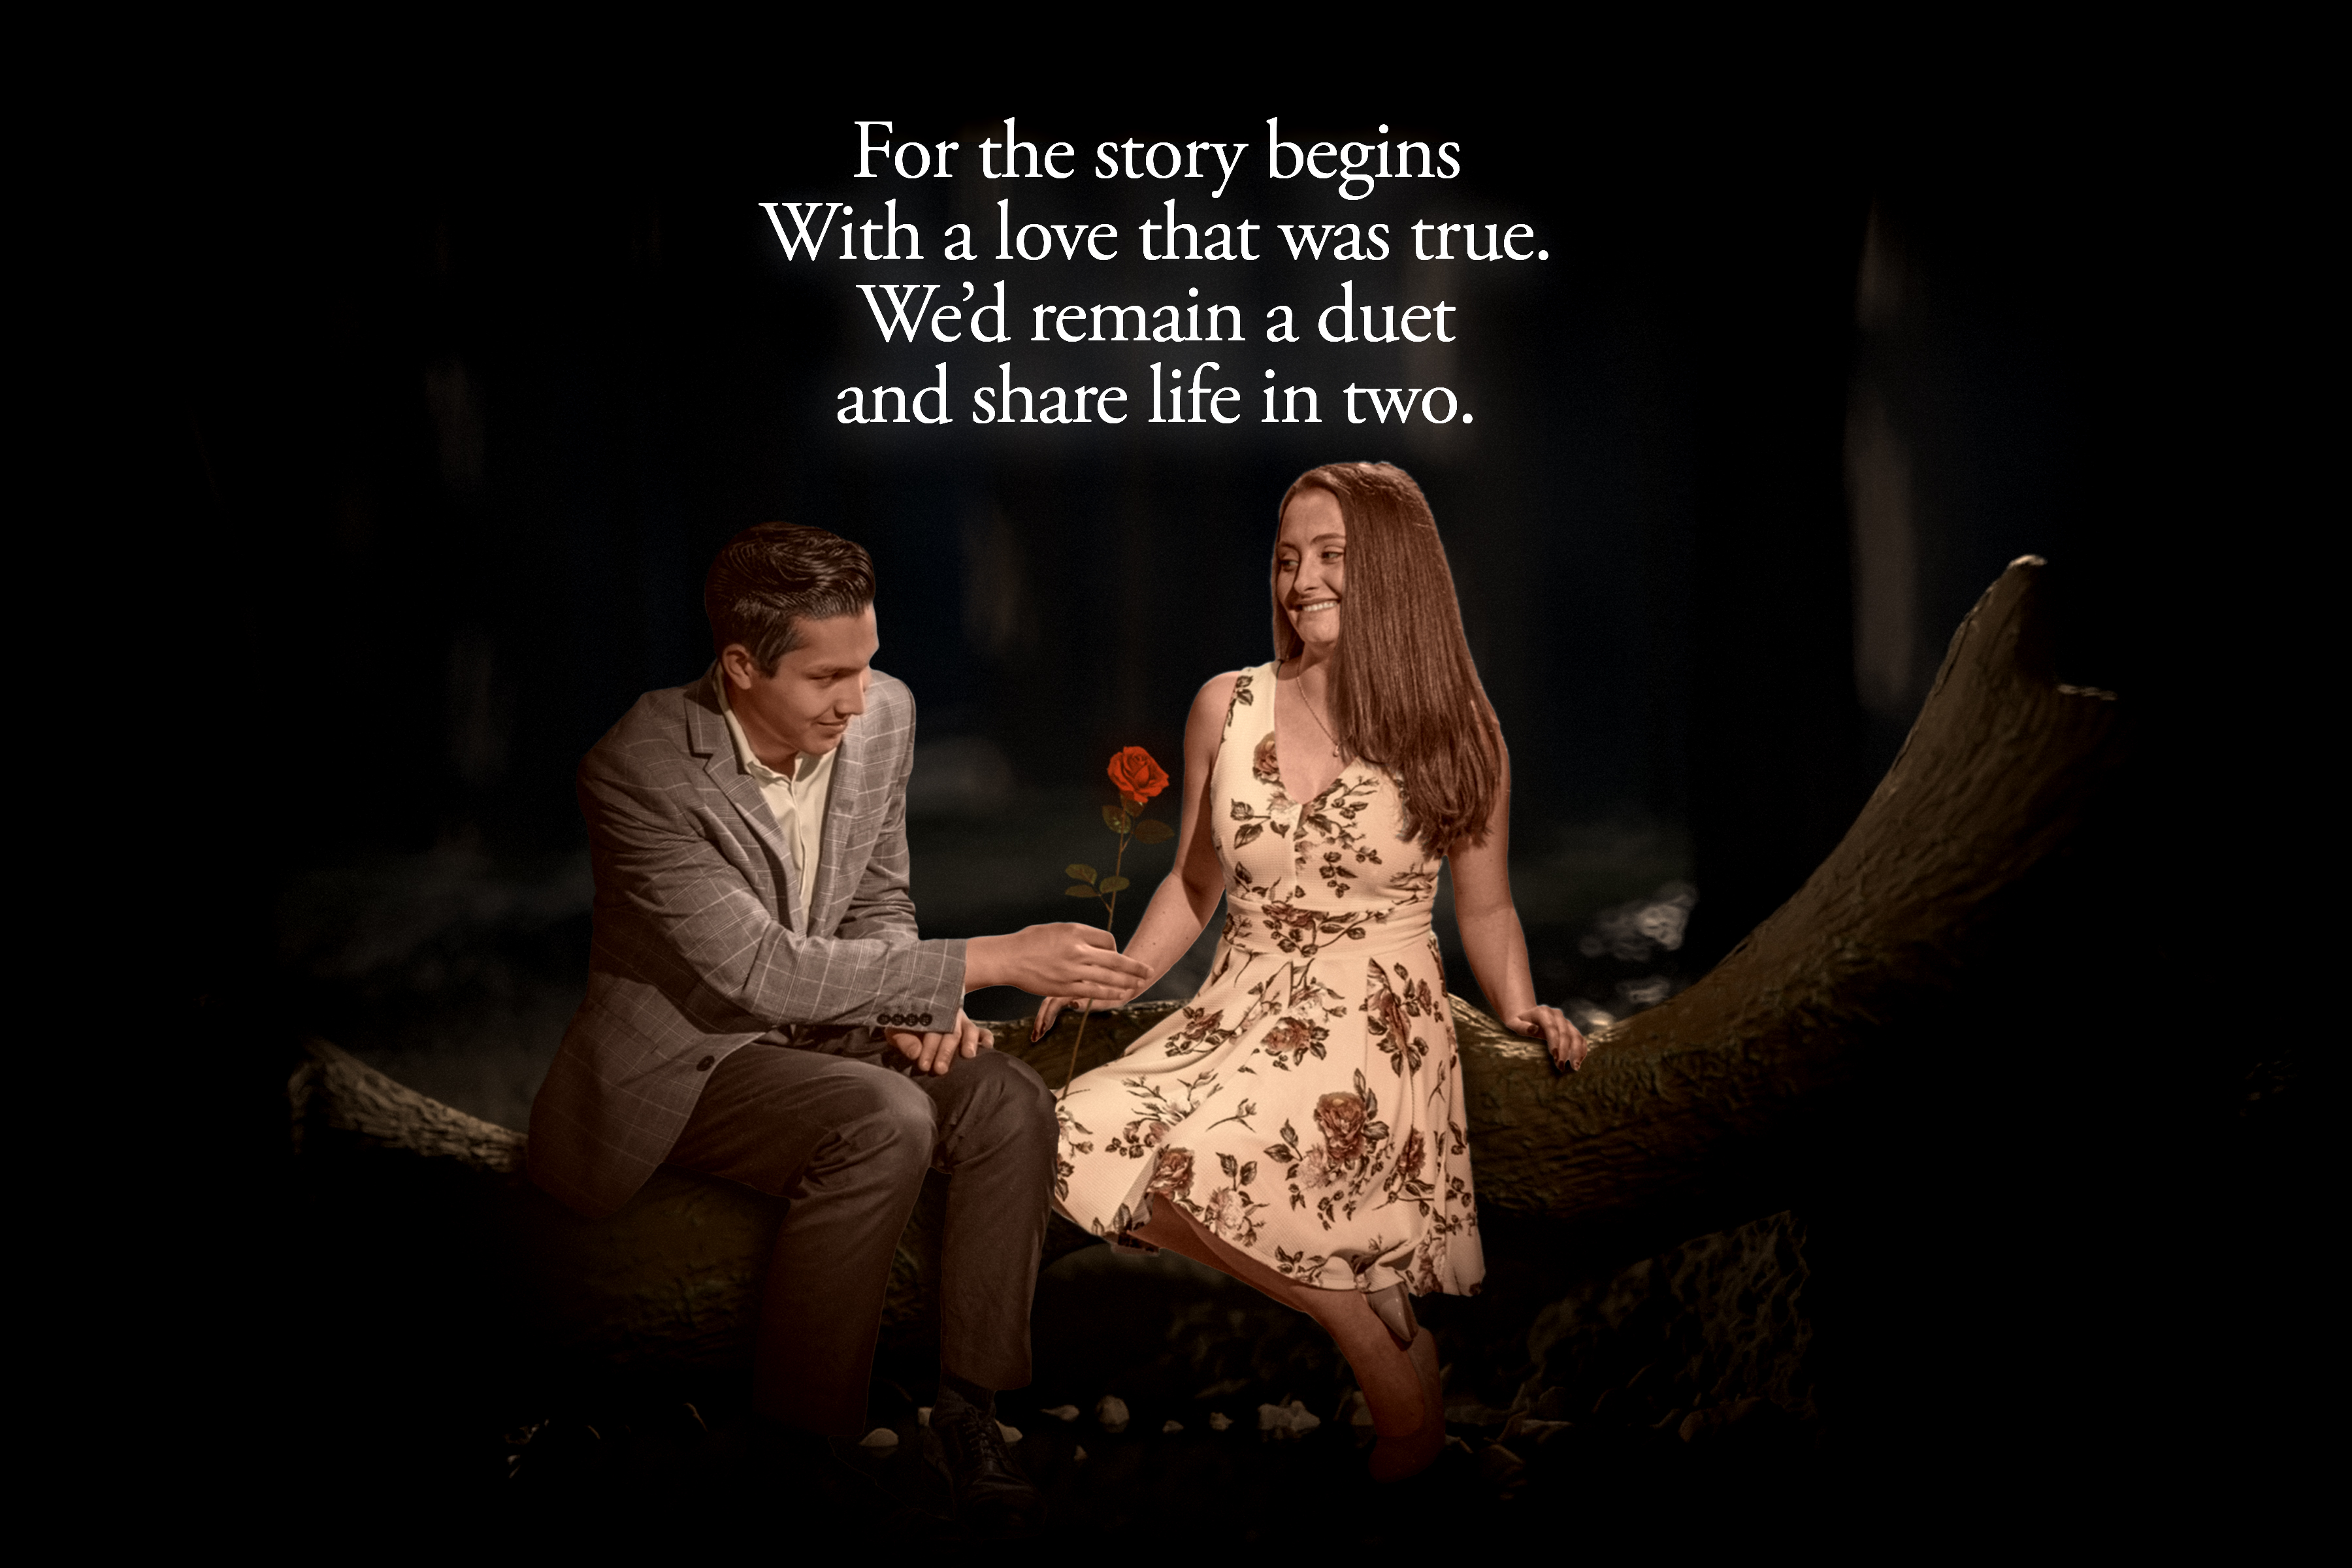 For the story begins
With a love that was true.
We’d remain a duet
and share life in two.